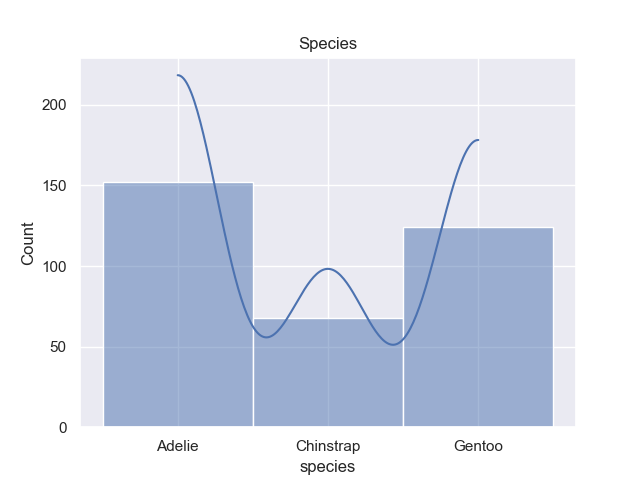 Species
Count
200
150
100
50
0
Adelie
Chinstrap
Gentoo
species